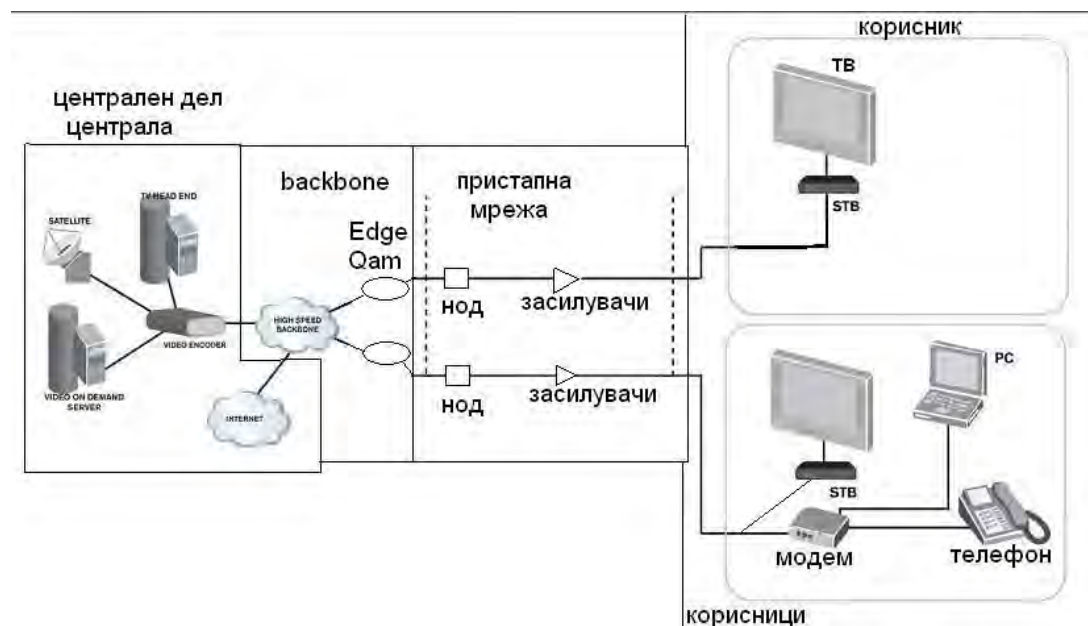 корисник
ТВ
STB
централен дел
централа
TV-HEAD END
SATELLITE
VIDEO ENCODER
VIDEO ON DEMAND
SERVER
backbone
HIGH SPEED
BACKBONE
INTERNET
Edge
Qam
пристапна
мрежа
нод
засилувачи
нод
засилувачи
PC
STB
модем
телефон
корисници